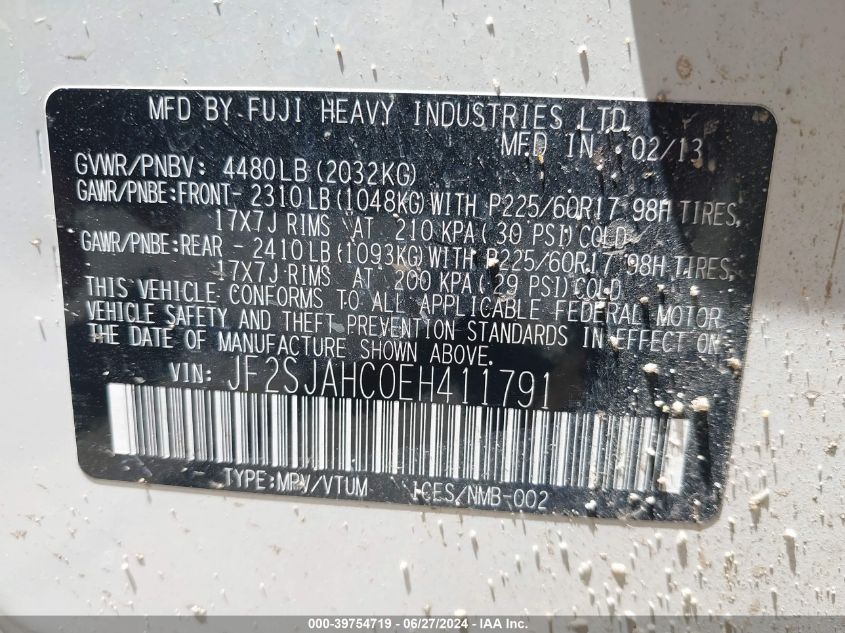 MFD BY FUJI HEAVY INDUSTRIES LTD.
MFD IN 02/13
GVWR/PNBV: 4480LB(2032KG)
GAWR/PNBE:FRONT- 2310LB(1048KG)WITH P225/60R17 98H TIRES,
17X7J RIMS AT 210 KPA(30 PSI)COLD
GAWR/PNBE:REAR - 2410LB(1093KG)WITH P225/60R17 98H TIRES,
17X7J RIMS AT 200 KPA(29 PSI)COLD
THIS VEHICLE CONFORMS TO ALL APPLICABLE FEDERAL MOTOR
VEHICLE SAFETY AND THEFT PREVENTION STANDARDS IN EFFECT ON
THE DATE OF MANUFACTURE SHOWN ABOVE.
VIN: JF2SJAHC0EH411791
TYPE:MPV/VTUM ICES/NMB-002
000-39754719 - 06/27/2024 - IAA Inc.